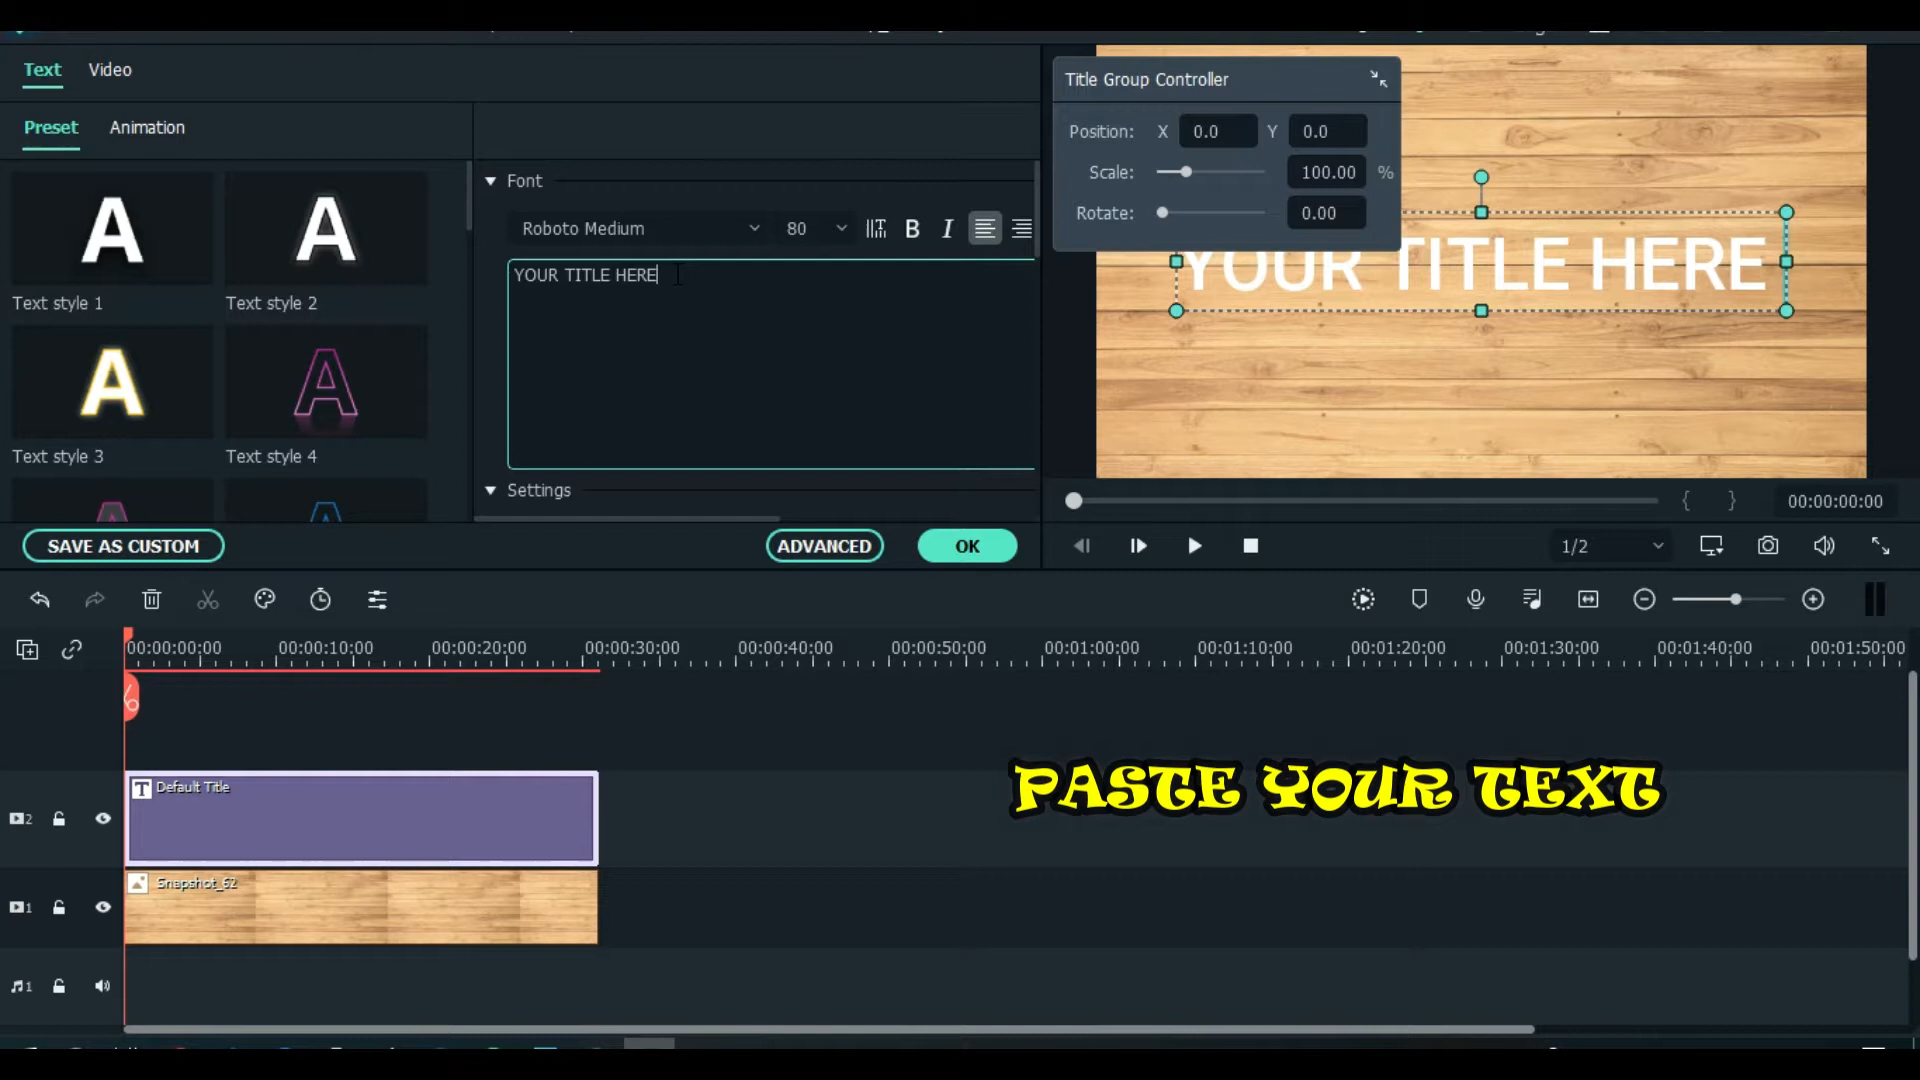 Text Video
Preset Animation
Text style 1
Text style 2
Text style 3
Text style 4
SAVE AS CUSTOM
Font
Roboto Medium 80 B I
YOUR TITLE HERE
Settings
ADVANCED OK
Title Group Controller
Position: X 0.0 Y 0.0
Scale: 100.00 %
Rotate: 0.00
YOUR TITLE HERE
{ } 00:00:00:00
1/2
00:00:00:00 00:00:10:00 00:00:20:00 00:00:30:00 00:00:40:00 00:00:50:00 00:01:00:00 00:01:10:00 00:01:20:00 00:01:30:00 00:01:40:00 00:01:50:00
T Default Title
2
PASTE YOUR TEXT
Snapshot_62
1
1